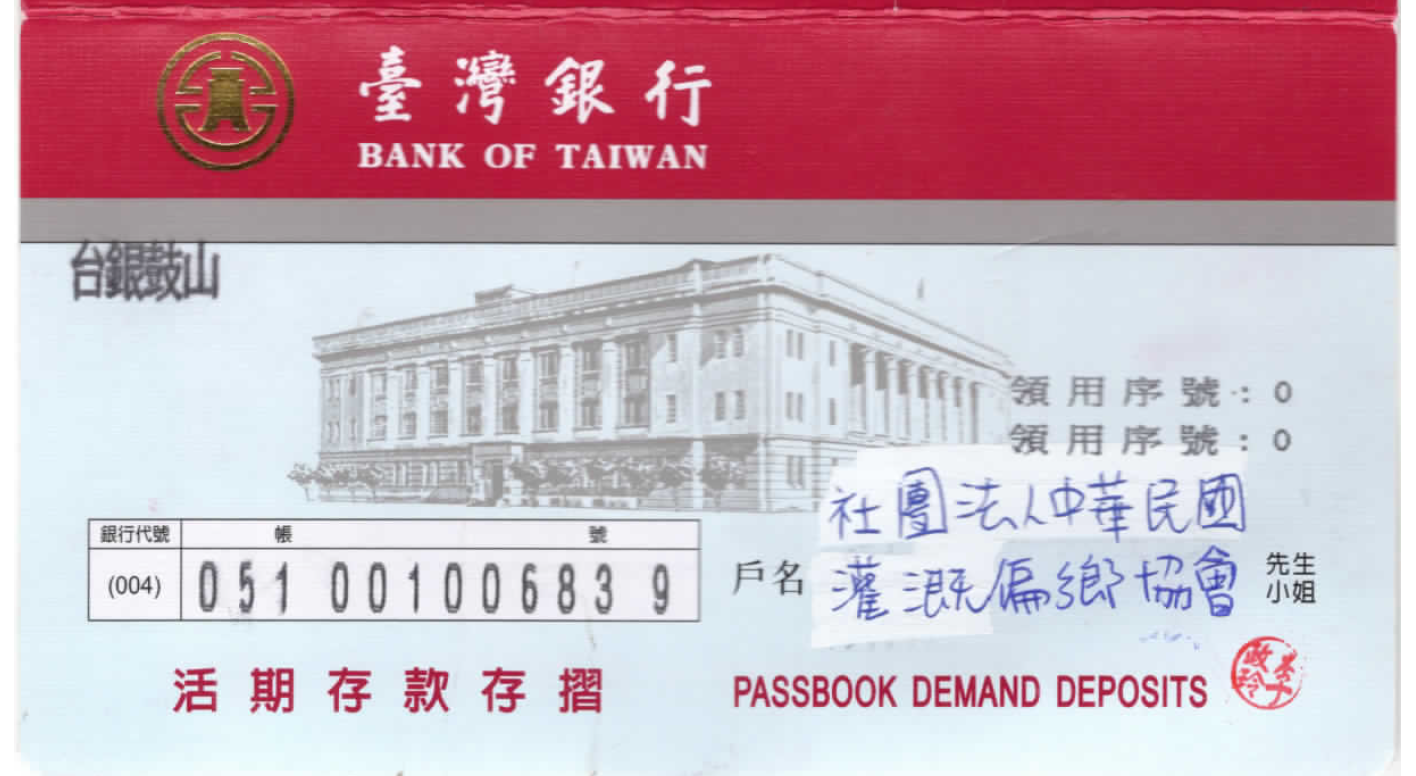 臺灣銀行
BANK OF TAIWAN
台銀鼓山
領用序號：0
領用序號：0
社團法人中華民國
銀行代號 帳號
(004) 051 001006839
戶名 灌溉偏鄉協會 先生
小姐
活期存款存摺 PASSBOOK DEMAND DEPOSITS